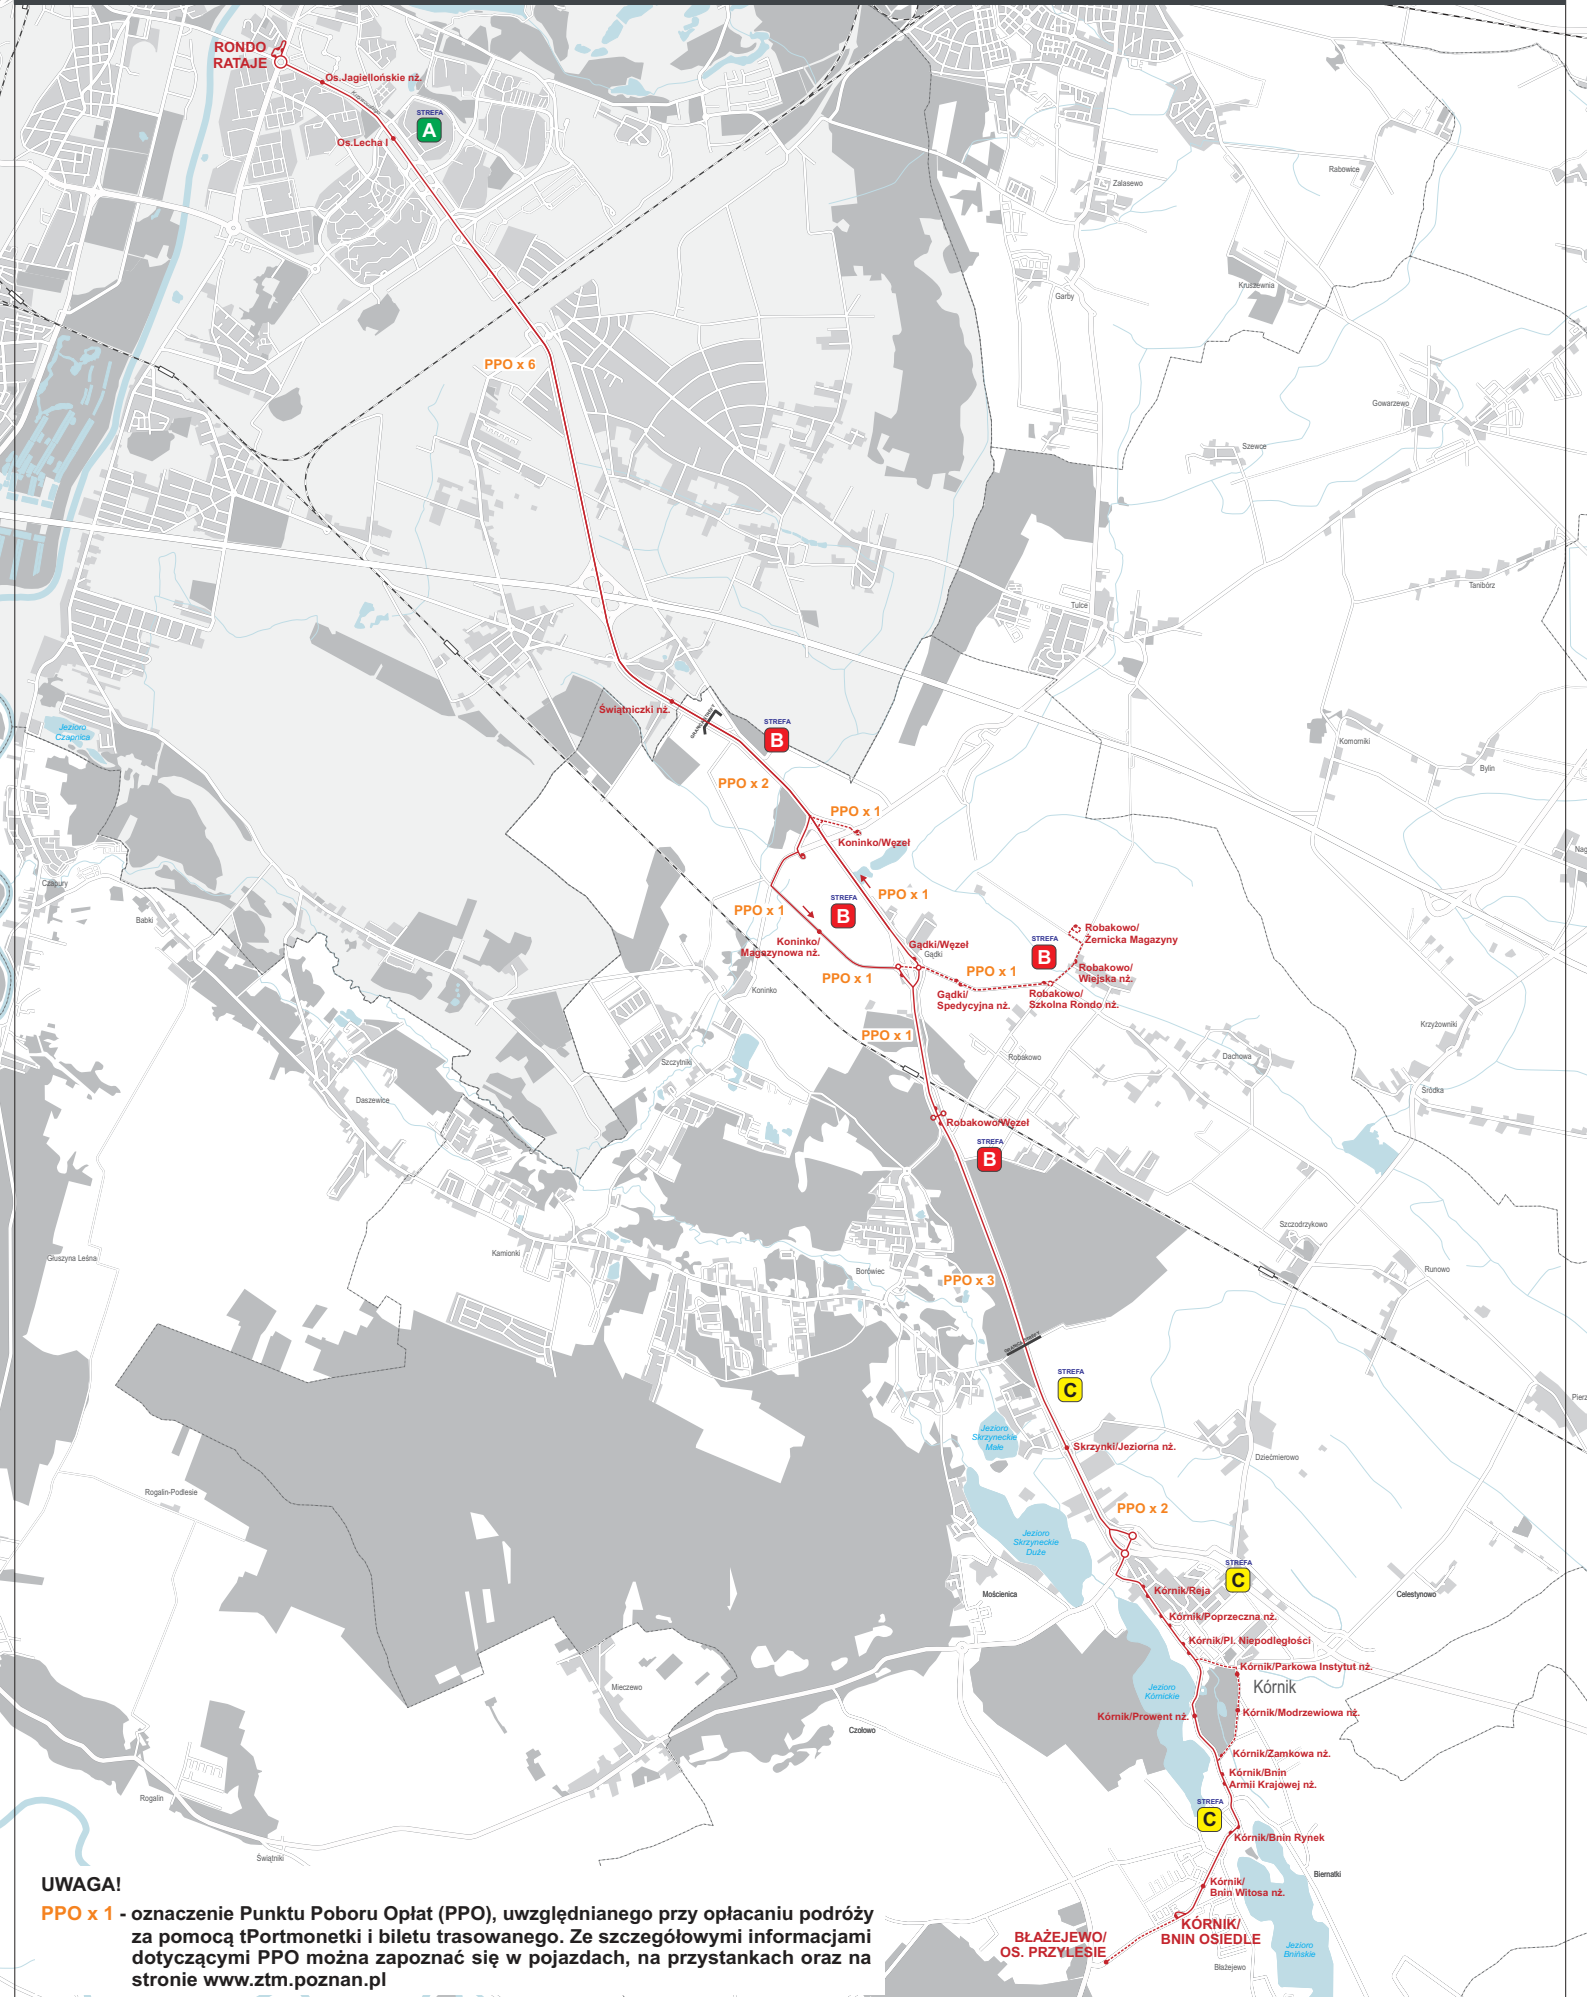 RONDO
RATAJE
Os.Jagiellońskie nż.
STREFA
A
Os.Lecha I
Zalasewo
Rabowice
Garby
Kruszewnia
PPO x 6
Gowarzewo
Szewce
Tanibórz
Tulce
Świątniczki nż.
STREFA
B
Jezioro
Czapnica
Komorniki
Bylin
PPO x 2
PPO x 1
Koninko/Węzeł
Nag
Czapury
Babki
PPO x 1
STREFA
B
PPO x 1
Koninko/
Magazynowa nż.
Gądki/Węzeł
Gądki
STREFA
B
Robakowo/
Żernicka Magazyny
PPO x 1
PPO x 1
Robakowo/
Wiejska nż.
Koninko
Gądki/
Spedycyjna nż.
Robakowo/
Szkolna Rondo nż.
PPO x 1
Krzyżowniki
Szczytniki
Robakowo
Dachowa
Śródka
Daszewice
Robakowo/Węzeł
STREFA
B
Szczodrzykowo
Głuszyna Leśna
Kamionki
Borówiec
Runowo
PPO x 3
STREFA
C
Pierz
Jezioro
Skrzyneckie
Małe
Skrzynki/Jeziorna nż.
Dziećmierowo
Rogalin-Podlesie
PPO x 2
Jezioro
Skrzyneckie
Duże
STREFA
C
Mościenica
Kórnik/Reja
Celestynowo
Kórnik/Poprzeczna nż.
Kórnik/Pl. Niepodległości
Kórnik/Parkowa Instytut nż.
Kórnik
Jezioro
Kórnickie
Mieczewo
Kórnik/Prowent nż.
Kórnik/Modrzewiowa nż.
Czołowo
Kórnik/Zamkowa nż.
Kórnik/Bnin
Armii Krajowej nż.
Rogalin
STREFA
C
Kórnik/Bnin Rynek
Świątniki
Biernatki
Kórnik/
Bnin Witosa nż.
KÓRNIK/
BNIN OSIEDLE
BŁAŻEJEWO/
OS. PRZYLESIE
Jezioro
Bnińskie
Błażejewo
UWAGA!
PPO x 1 - oznaczenie Punktu Poboru Opłat (PPO), uwzględnianego przy opłacaniu podróży
za pomocą tPortmonetki i biletu trasowanego. Ze szczegółowymi informacjami
dotyczącymi PPO można zapoznać się w pojazdach, na przystankach oraz na
stronie www.ztm.poznan.pl